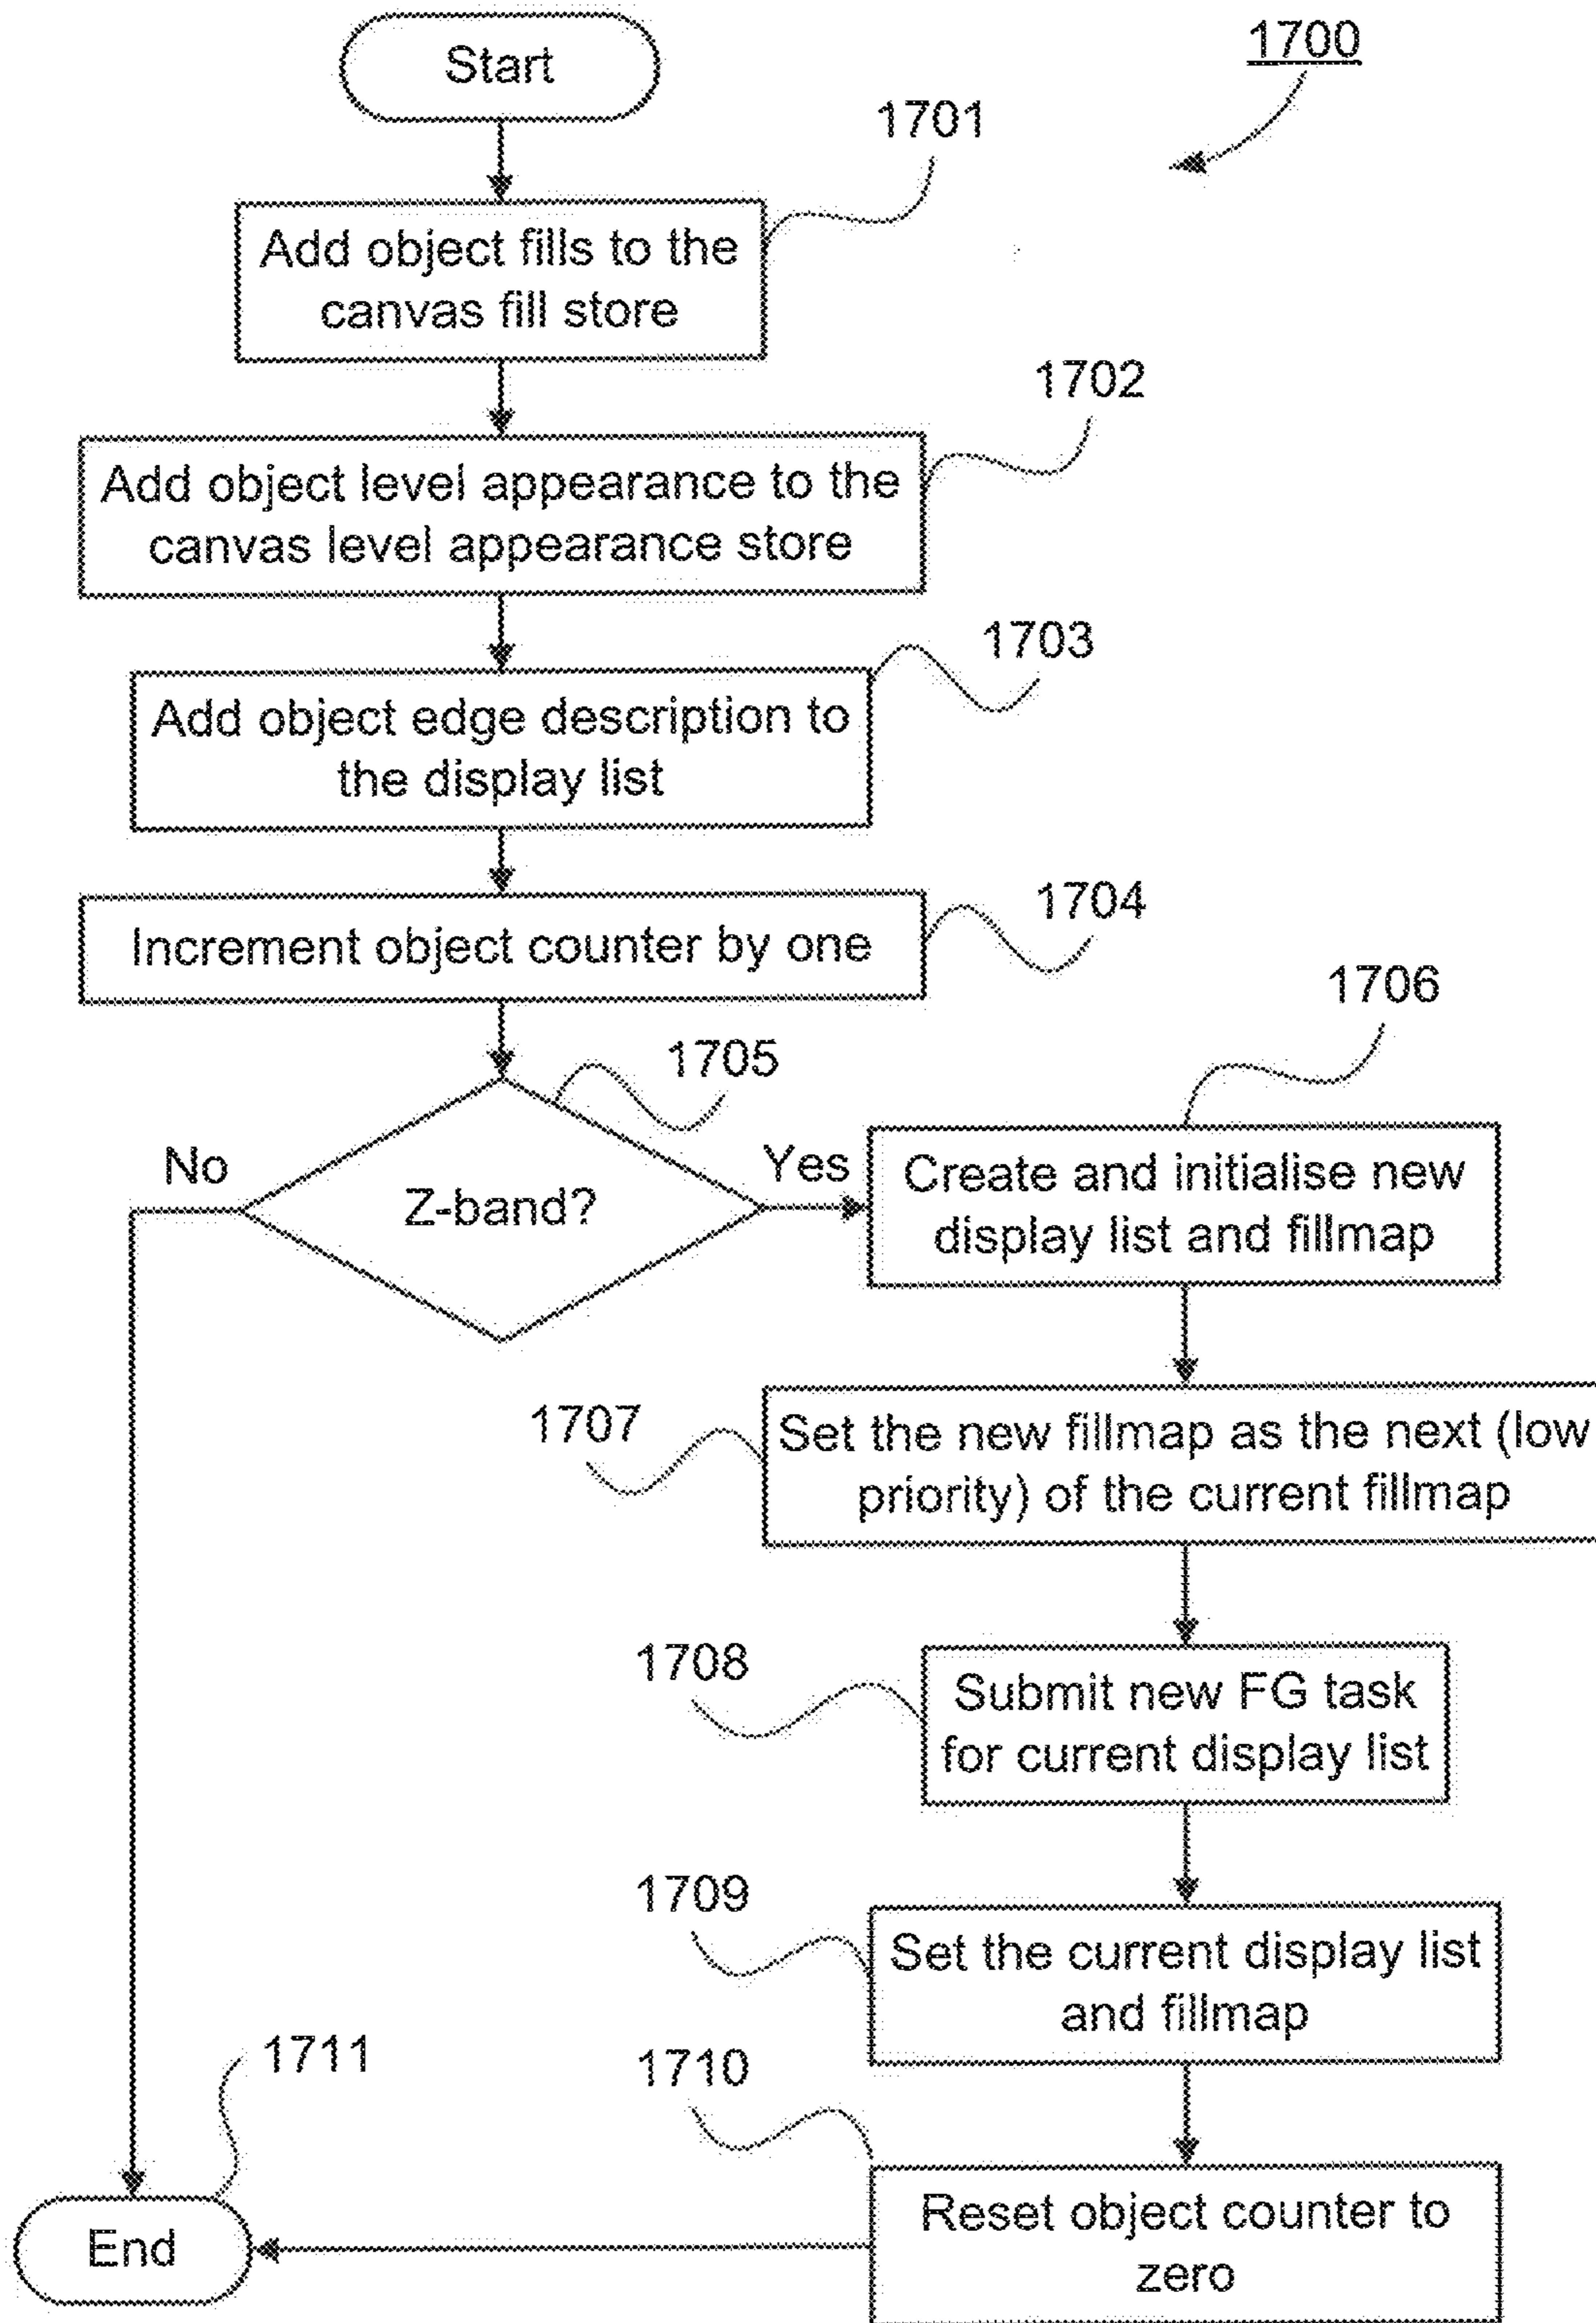 Start
1700
1701
Add object fills to the
canvas fill store
1702
Add object level appearance to the
canvas level appearance store
1703
Add object edge description to
the display list
1704
Increment object counter by one
1705
1706
No
Z-band?
Yes
Create and initialise new
display list and fillmap
1707
Set the new fillmap as the next (low
priority) of the current fillmap
1708
Submit new FG task
for current display list
1709
Set the current display list
and fillmap
1711
1710
End
Reset object counter to
zero